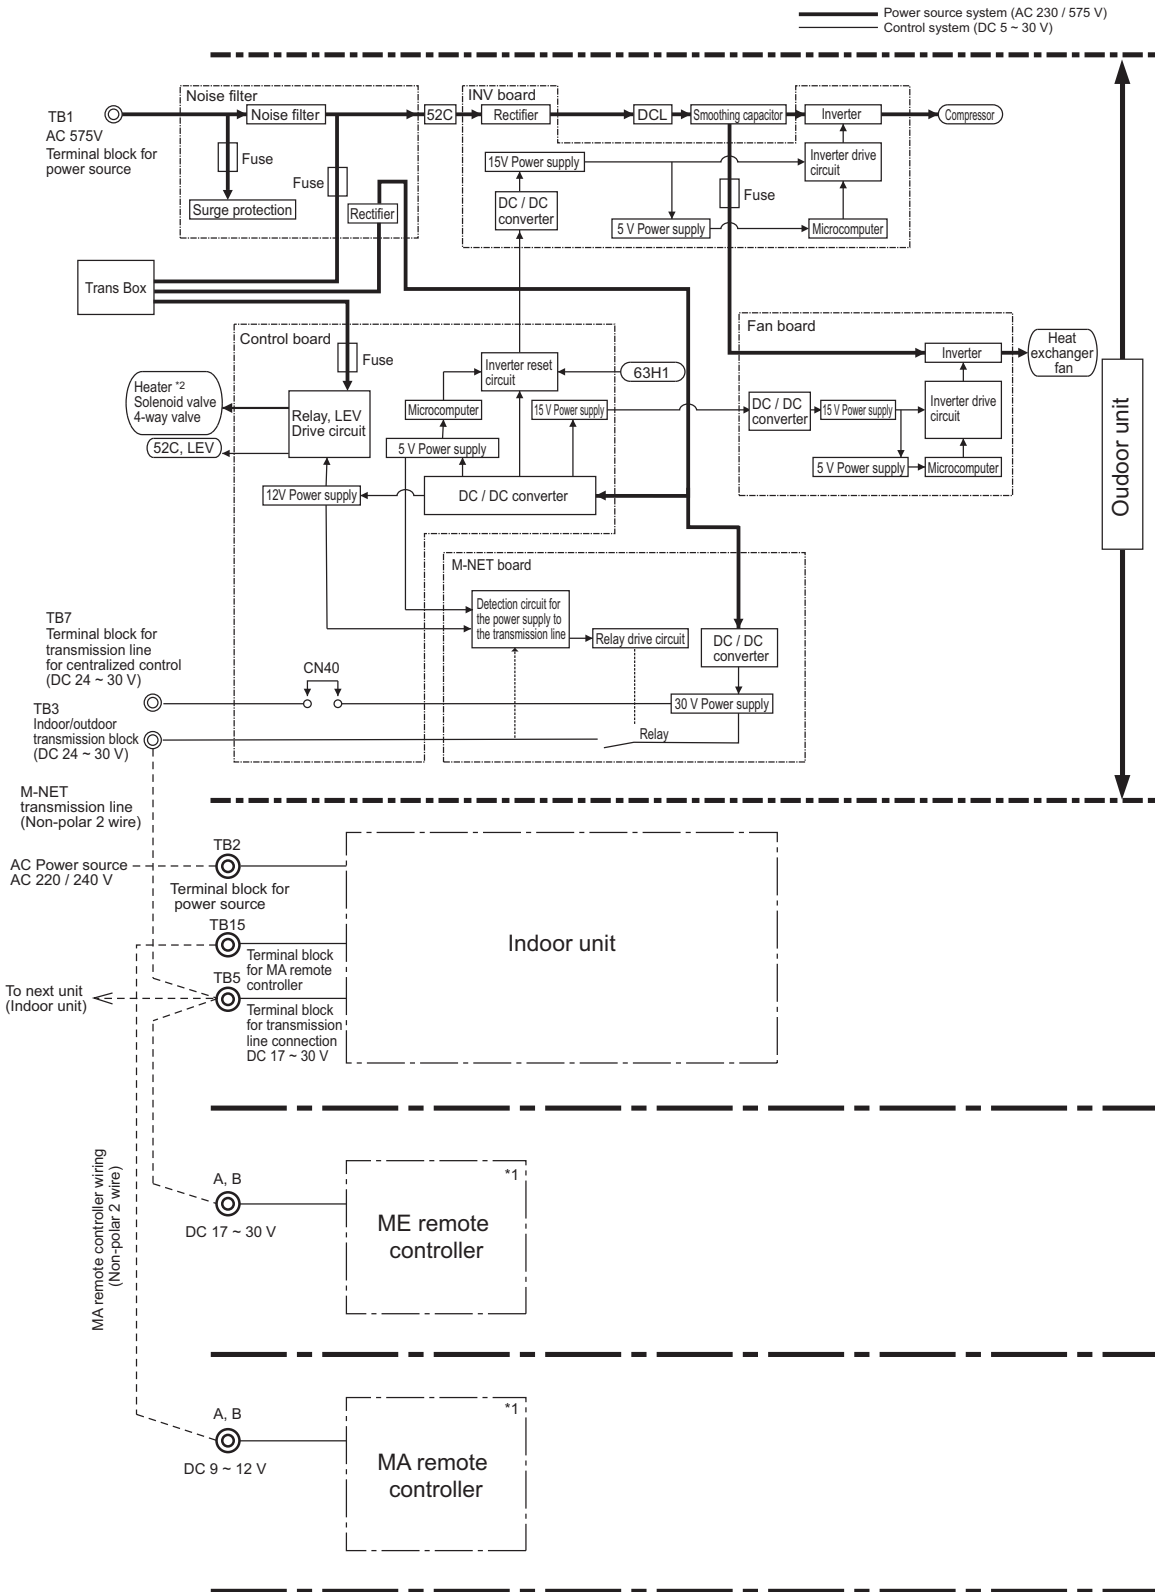 Power source system (AC 230 / 575 V)
Control system (DC 5 ~ 30 V)
TB1
AC 575V
Terminal block for
power source
Noise filter
Noise filter
Fuse
Surge protection
Fuse
Rectifier
52C
INV board
Rectifier
DCL
Smoothing capacitor
Inverter
Compressor
15V Power supply
DC / DC
converter
Inverter drive
circuit
Fuse
5 V Power supply
Microcomputer
Trans Box
Control board
Fuse
Heater *2
Solenoid valve
4-way valve
52C, LEV
Relay, LEV
Drive circuit
Inverter reset
circuit
63H1
Microcomputer
15 V Power supply
5 V Power supply
12V Power supply
DC / DC converter
Fan board
Inverter
Heat
exchanger
fan
DC / DC
converter
15 V Power supply
Inverter drive
circuit
5 V Power supply
Microcomputer
Oudoor unit
M-NET board
Detection circuit for
the power supply to
the transmission line
Relay drive circuit
DC / DC
converter
30 V Power supply
Relay
TB7
Terminal block for
transmission line
for centralized control
(DC 24 ~ 30 V)
CN40
TB3
Indoor/outdoor
transmission block
(DC 24 ~ 30 V)
M-NET
transmission line
(Non-polar 2 wire)
AC Power source
AC 220 / 240 V
TB2
Terminal block for
power source
TB15
Terminal block
for MA remote
controller
TB5
Terminal block
for transmission
line connection
DC 17 ~ 30 V
To next unit
(Indoor unit)
Indoor unit
MA remote controller wiring
(Non-polar 2 wire)
A, B
DC 17 ~ 30 V
*1
ME remote
controller
A, B
DC 9 ~ 12 V
*1
MA remote
controller